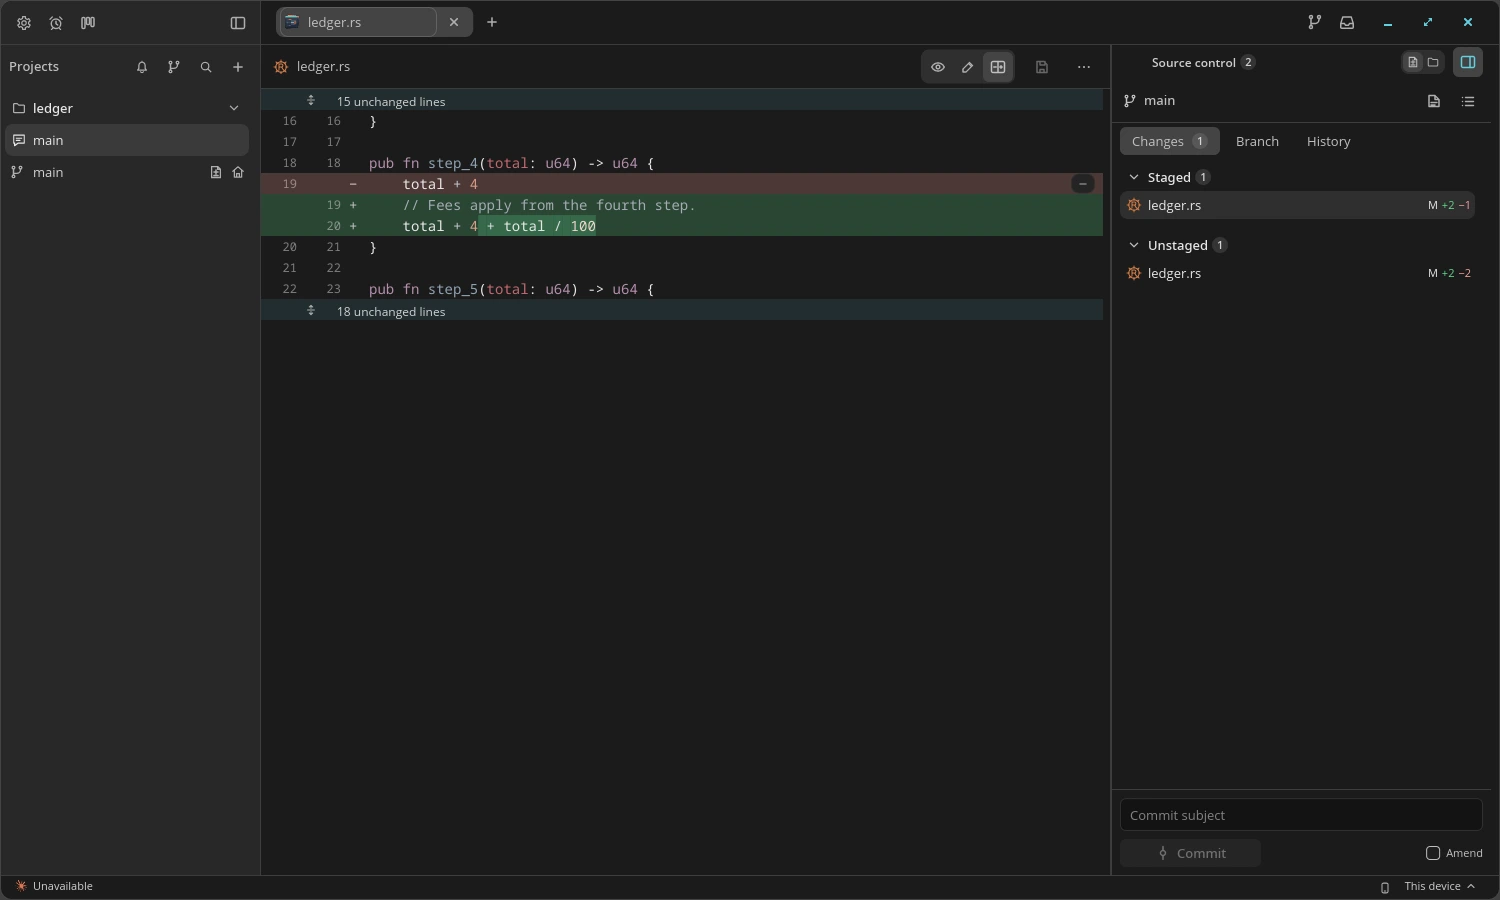 ledger.rs
Projects
ledger.rs
Source control 2
ledger
main
main
main
15 unchanged lines
16 16 }
17 17
18 18 pub fn step_4(total: u64) -> u64 {
19 − total + 4
19 + // Fees apply from the fourth step.
20 + total + 4 + total / 100
20 21 }
21 22
22 23 pub fn step_5(total: u64) -> u64 {
18 unchanged lines
Changes 1 Branch History
Staged 1
ledger.rs M +2 −1
Unstaged 1
ledger.rs M +2 −2
Commit subject
Commit Amend
Unavailable
This device